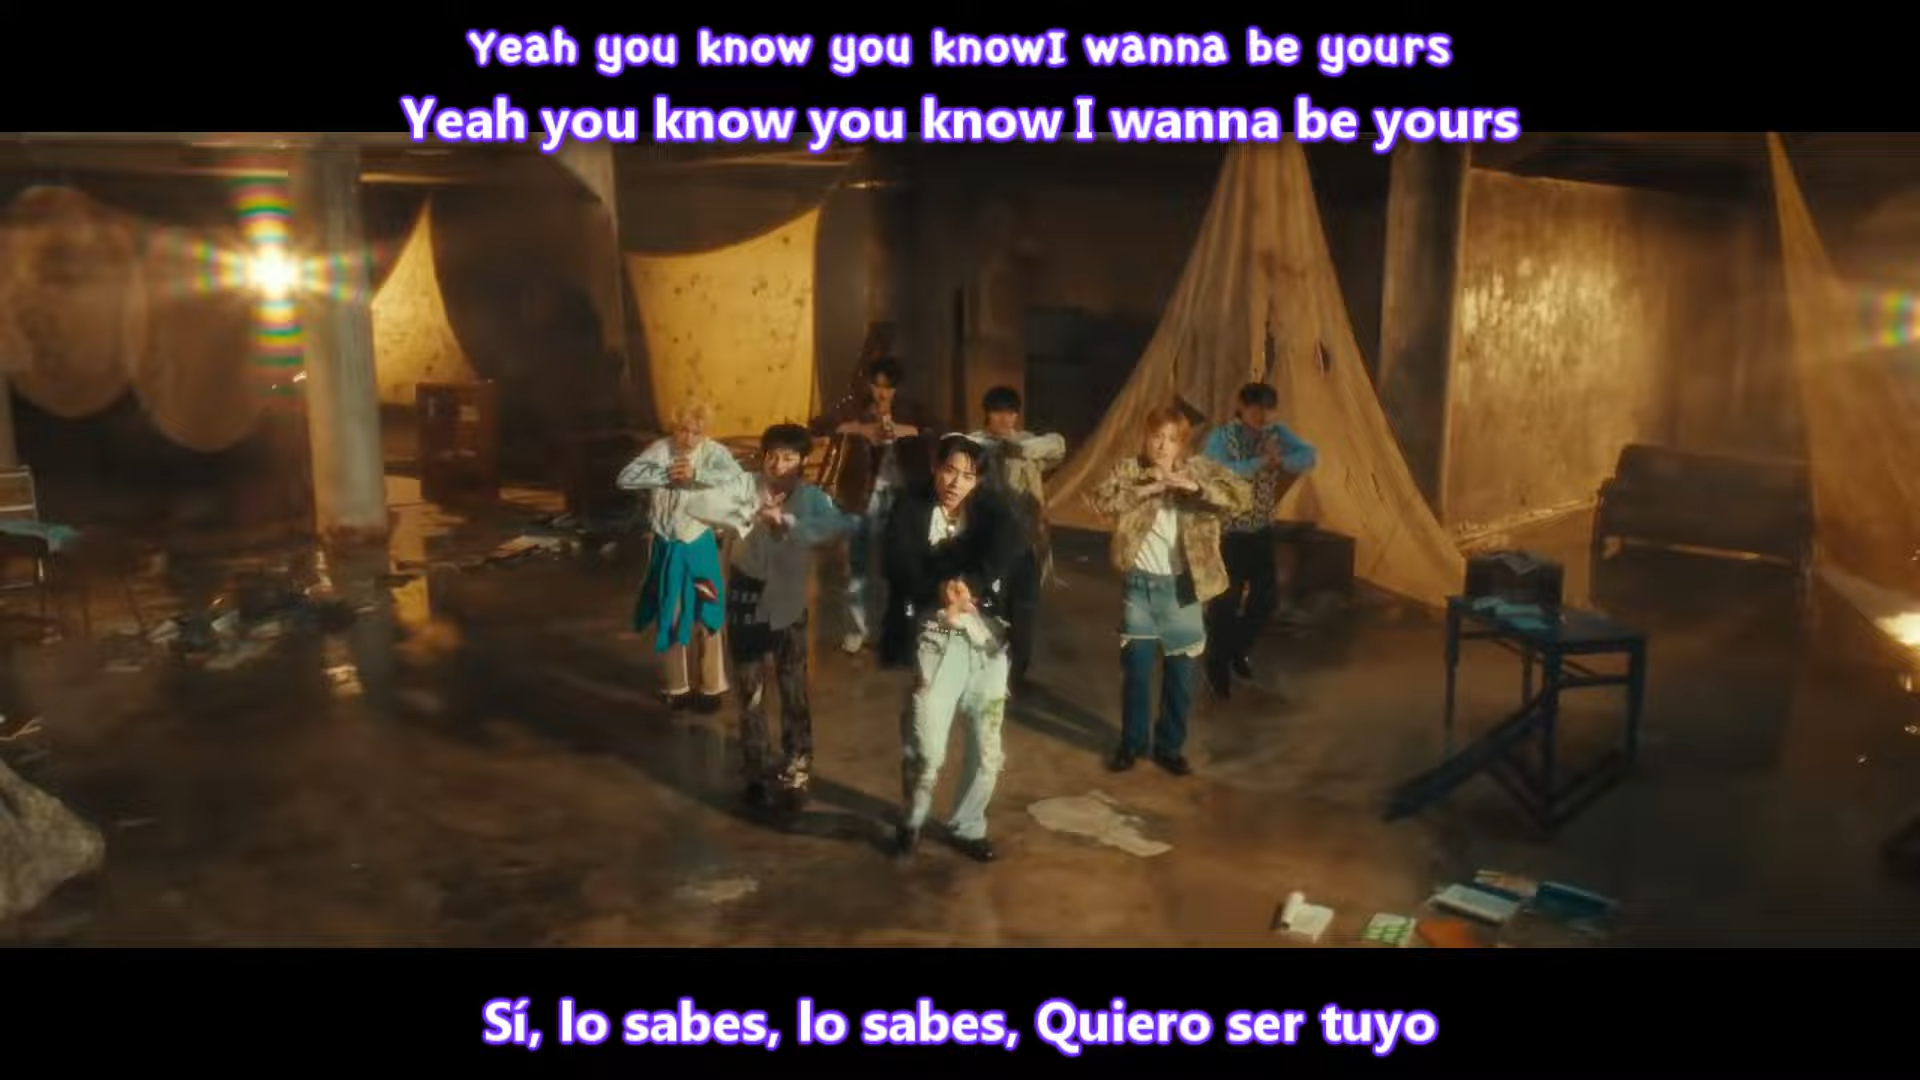 Yeah you know you knowI wanna be yours
Yeah you know you know I wanna be yours
Sí, lo sabes, lo sabes, Quiero ser tuyo